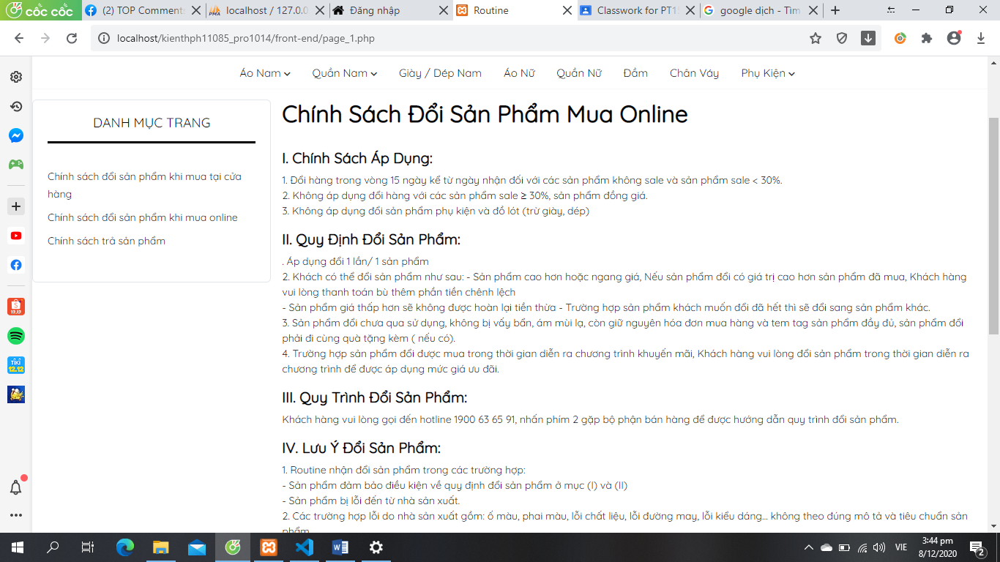 cốc cốc
(2) TOP Comments
localhost / 127.0.0
Đăng nhập
Routine
Classwork for PT15
google dịch - Tìm
localhost/kienthph11085_pro1014/front-end/page_1.php
Áo Nam Quần Nam Giày / Dép Nam Áo Nữ Quần Nữ Đầm Chân Váy Phụ Kiện
DANH MỤC TRANG
Chính sách đổi sản phẩm khi mua tại cửa
hàng
Chính sách đổi sản phẩm khi mua online
Chính sách trả sản phẩm
Chính Sách Đổi Sản Phẩm Mua Online
I. Chính Sách Áp Dụng:
1. Đổi hàng trong vòng 15 ngày kể từ ngày nhận đối với các sản phẩm không sale và sản phẩm sale < 30%.
2. Không áp dụng đổi hàng với các sản phẩm sale ≥ 30%, sản phẩm đồng giá.
3. Không áp dụng đổi sản phẩm phụ kiện và đồ lót (trừ giày, dép)
II. Quy Định Đổi Sản Phẩm:
. Áp dụng đổi 1 lần/ 1 sản phẩm
2. Khách có thể đổi sản phẩm như sau: - Sản phẩm cao hơn hoặc ngang giá, Nếu sản phẩm đổi có giá trị cao hơn sản phẩm đã mua, Khách hàng
vui lòng thanh toán bù thêm phần tiền chênh lệch
- Sản phẩm giá thấp hơn sẽ không được hoàn lại tiền thừa - Trường hợp sản phẩm khách muốn đổi đã hết thì sẽ đổi sang sản phẩm khác.
3. Sản phẩm đổi chưa qua sử dụng, không bị vấy bẩn, ám mùi lạ, còn giữ nguyên hóa đơn mua hàng và tem tag sản phẩm đầy đủ, sản phẩm đổi
phải đi cùng quà tặng kèm ( nếu có).
4. Trường hợp sản phẩm đổi được mua trong thời gian diễn ra chương trình khuyến mãi, Khách hàng vui lòng đổi sản phẩm trong thời gian diễn ra
chương trình để được áp dụng mức giá ưu đãi.
III. Quy Trình Đổi Sản Phẩm:
Khách hàng vui lòng gọi đến hotline 1900 63 65 91, nhấn phím 2 gặp bộ phận bán hàng để được hướng dẫn quy trình đổi sản phẩm.
IV. Lưu Ý Đổi Sản Phẩm:
1. Routine nhận đổi sản phẩm trong các trường hợp:
- Sản phẩm đảm bảo điều kiện về quy định đổi sản phẩm ở mục (I) và (II)
- Sản phẩm bị lỗi đến từ nhà sản xuất.
2. Các trường hợp lỗi do nhà sản xuất gồm: ố màu, phai màu, lỗi chất liệu, lỗi đường may, lỗi kiểu dáng... không theo đúng mô tả và tiêu chuẩn sản
phẩm
12.12
TIKI
12.12
VIE
3:44 pm
8/12/2020
2